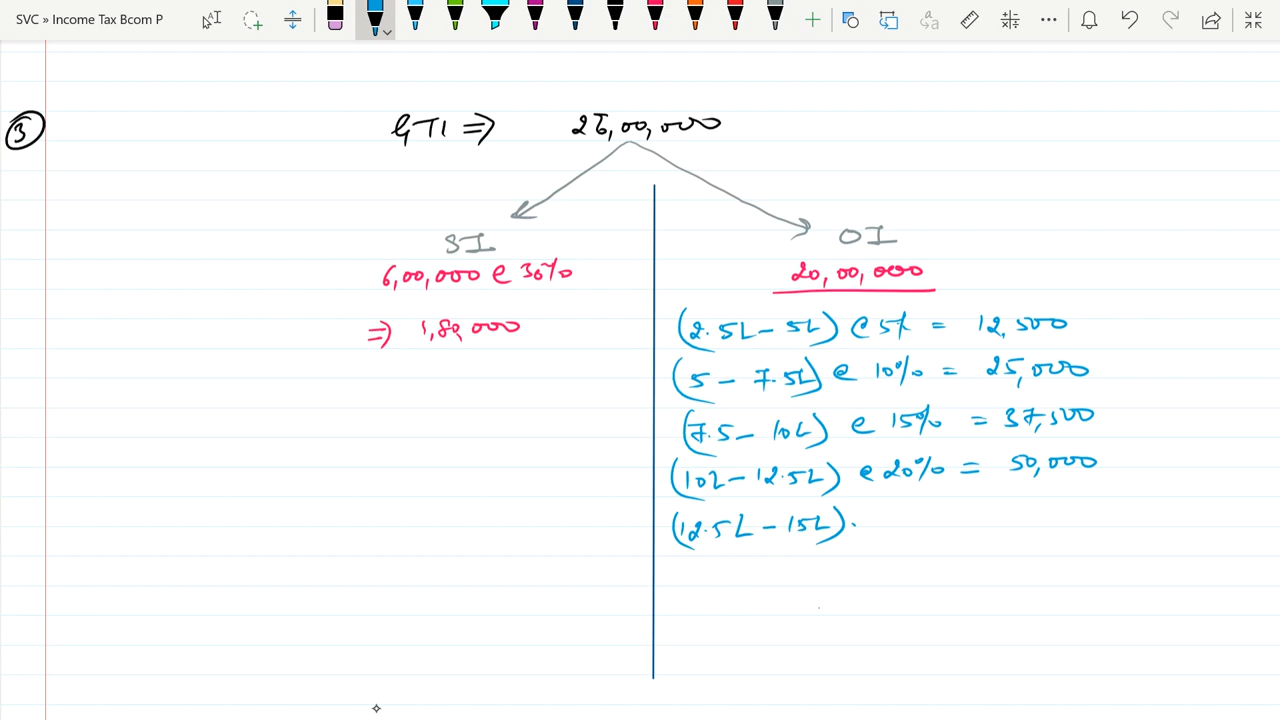 SVC » Income Tax Bcom P
3
GTI ⇒ 26,00,000
SI
6,00,000 @ 30%
⇒ 1,80,000
OI
20,00,000
(2.5L - 5L) @ 5% = 12,500
(5 - 7.5L) @ 10% = 25,000
(7.5 - 10L) @ 15% = 37,500
(10L - 12.5L) @ 20% = 50,000
(12.5L - 15L).